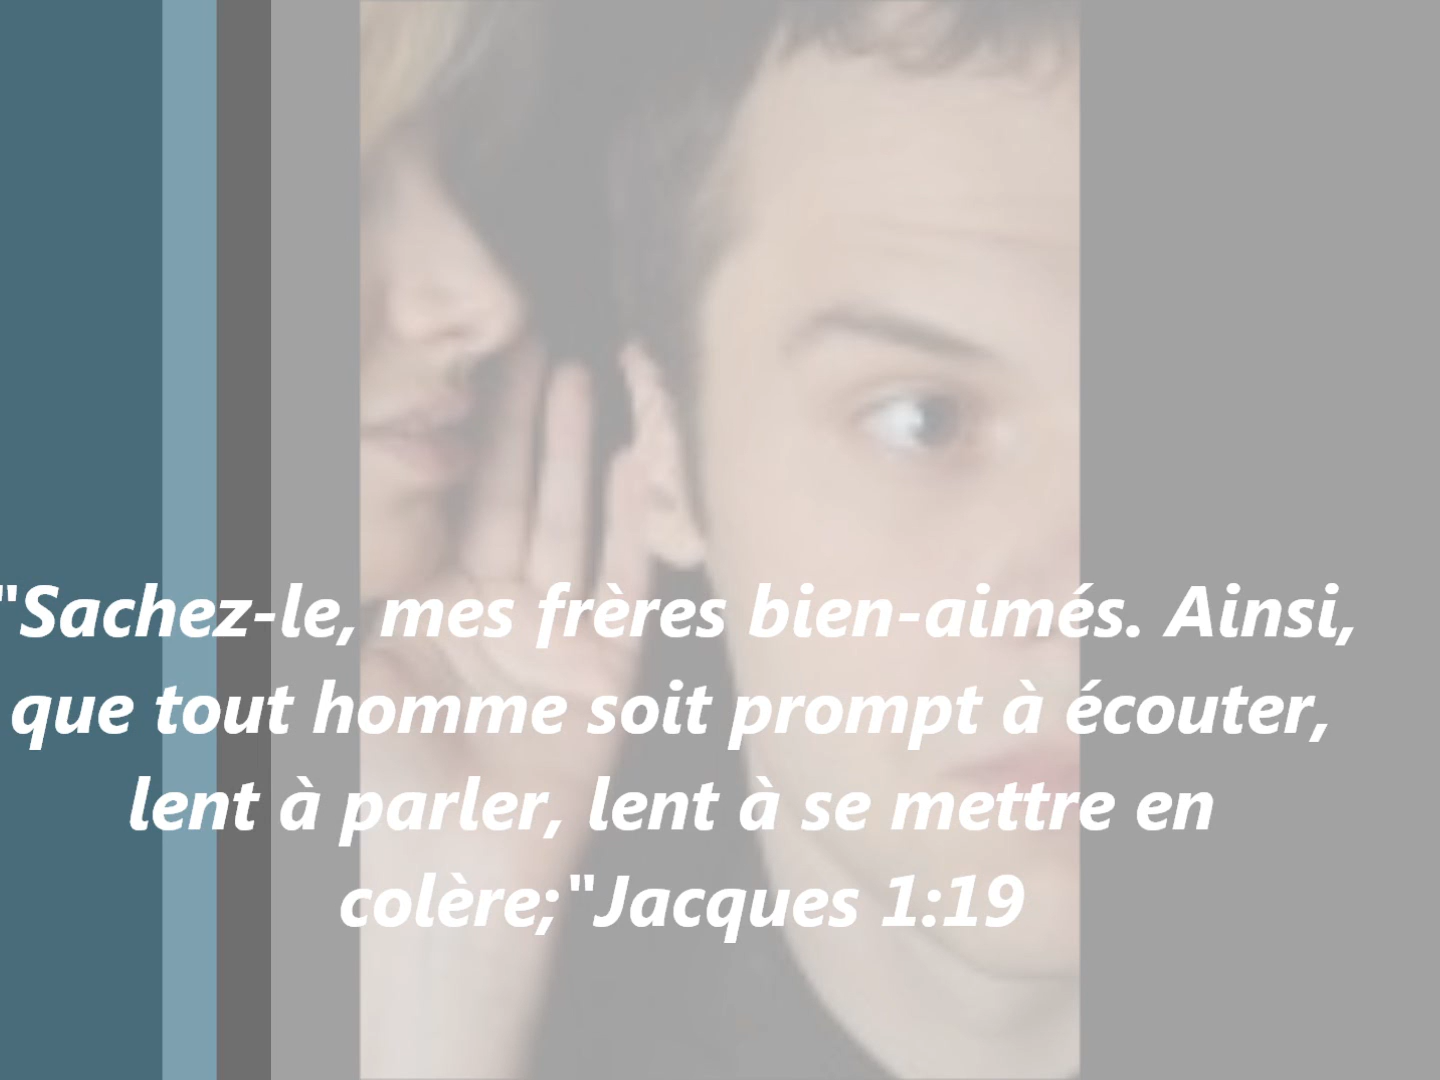 "Sachez-le, mes frères bien-aimés. Ainsi,
que tout homme soit prompt à écouter,
lent à parler, lent à se mettre en
colère;"Jacques 1:19